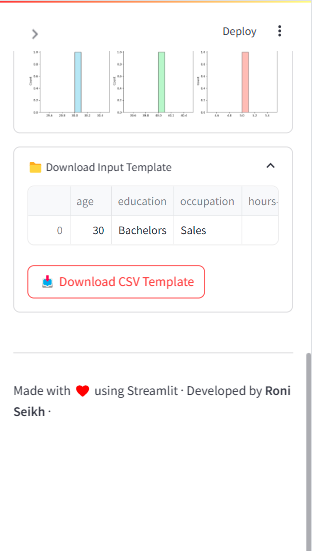 Deploy
Download Input Template
age education occupation hours-
0 30 Bachelors Sales
Download CSV Template
Made with ❤️ using Streamlit · Developed by Roni
Seikh ·